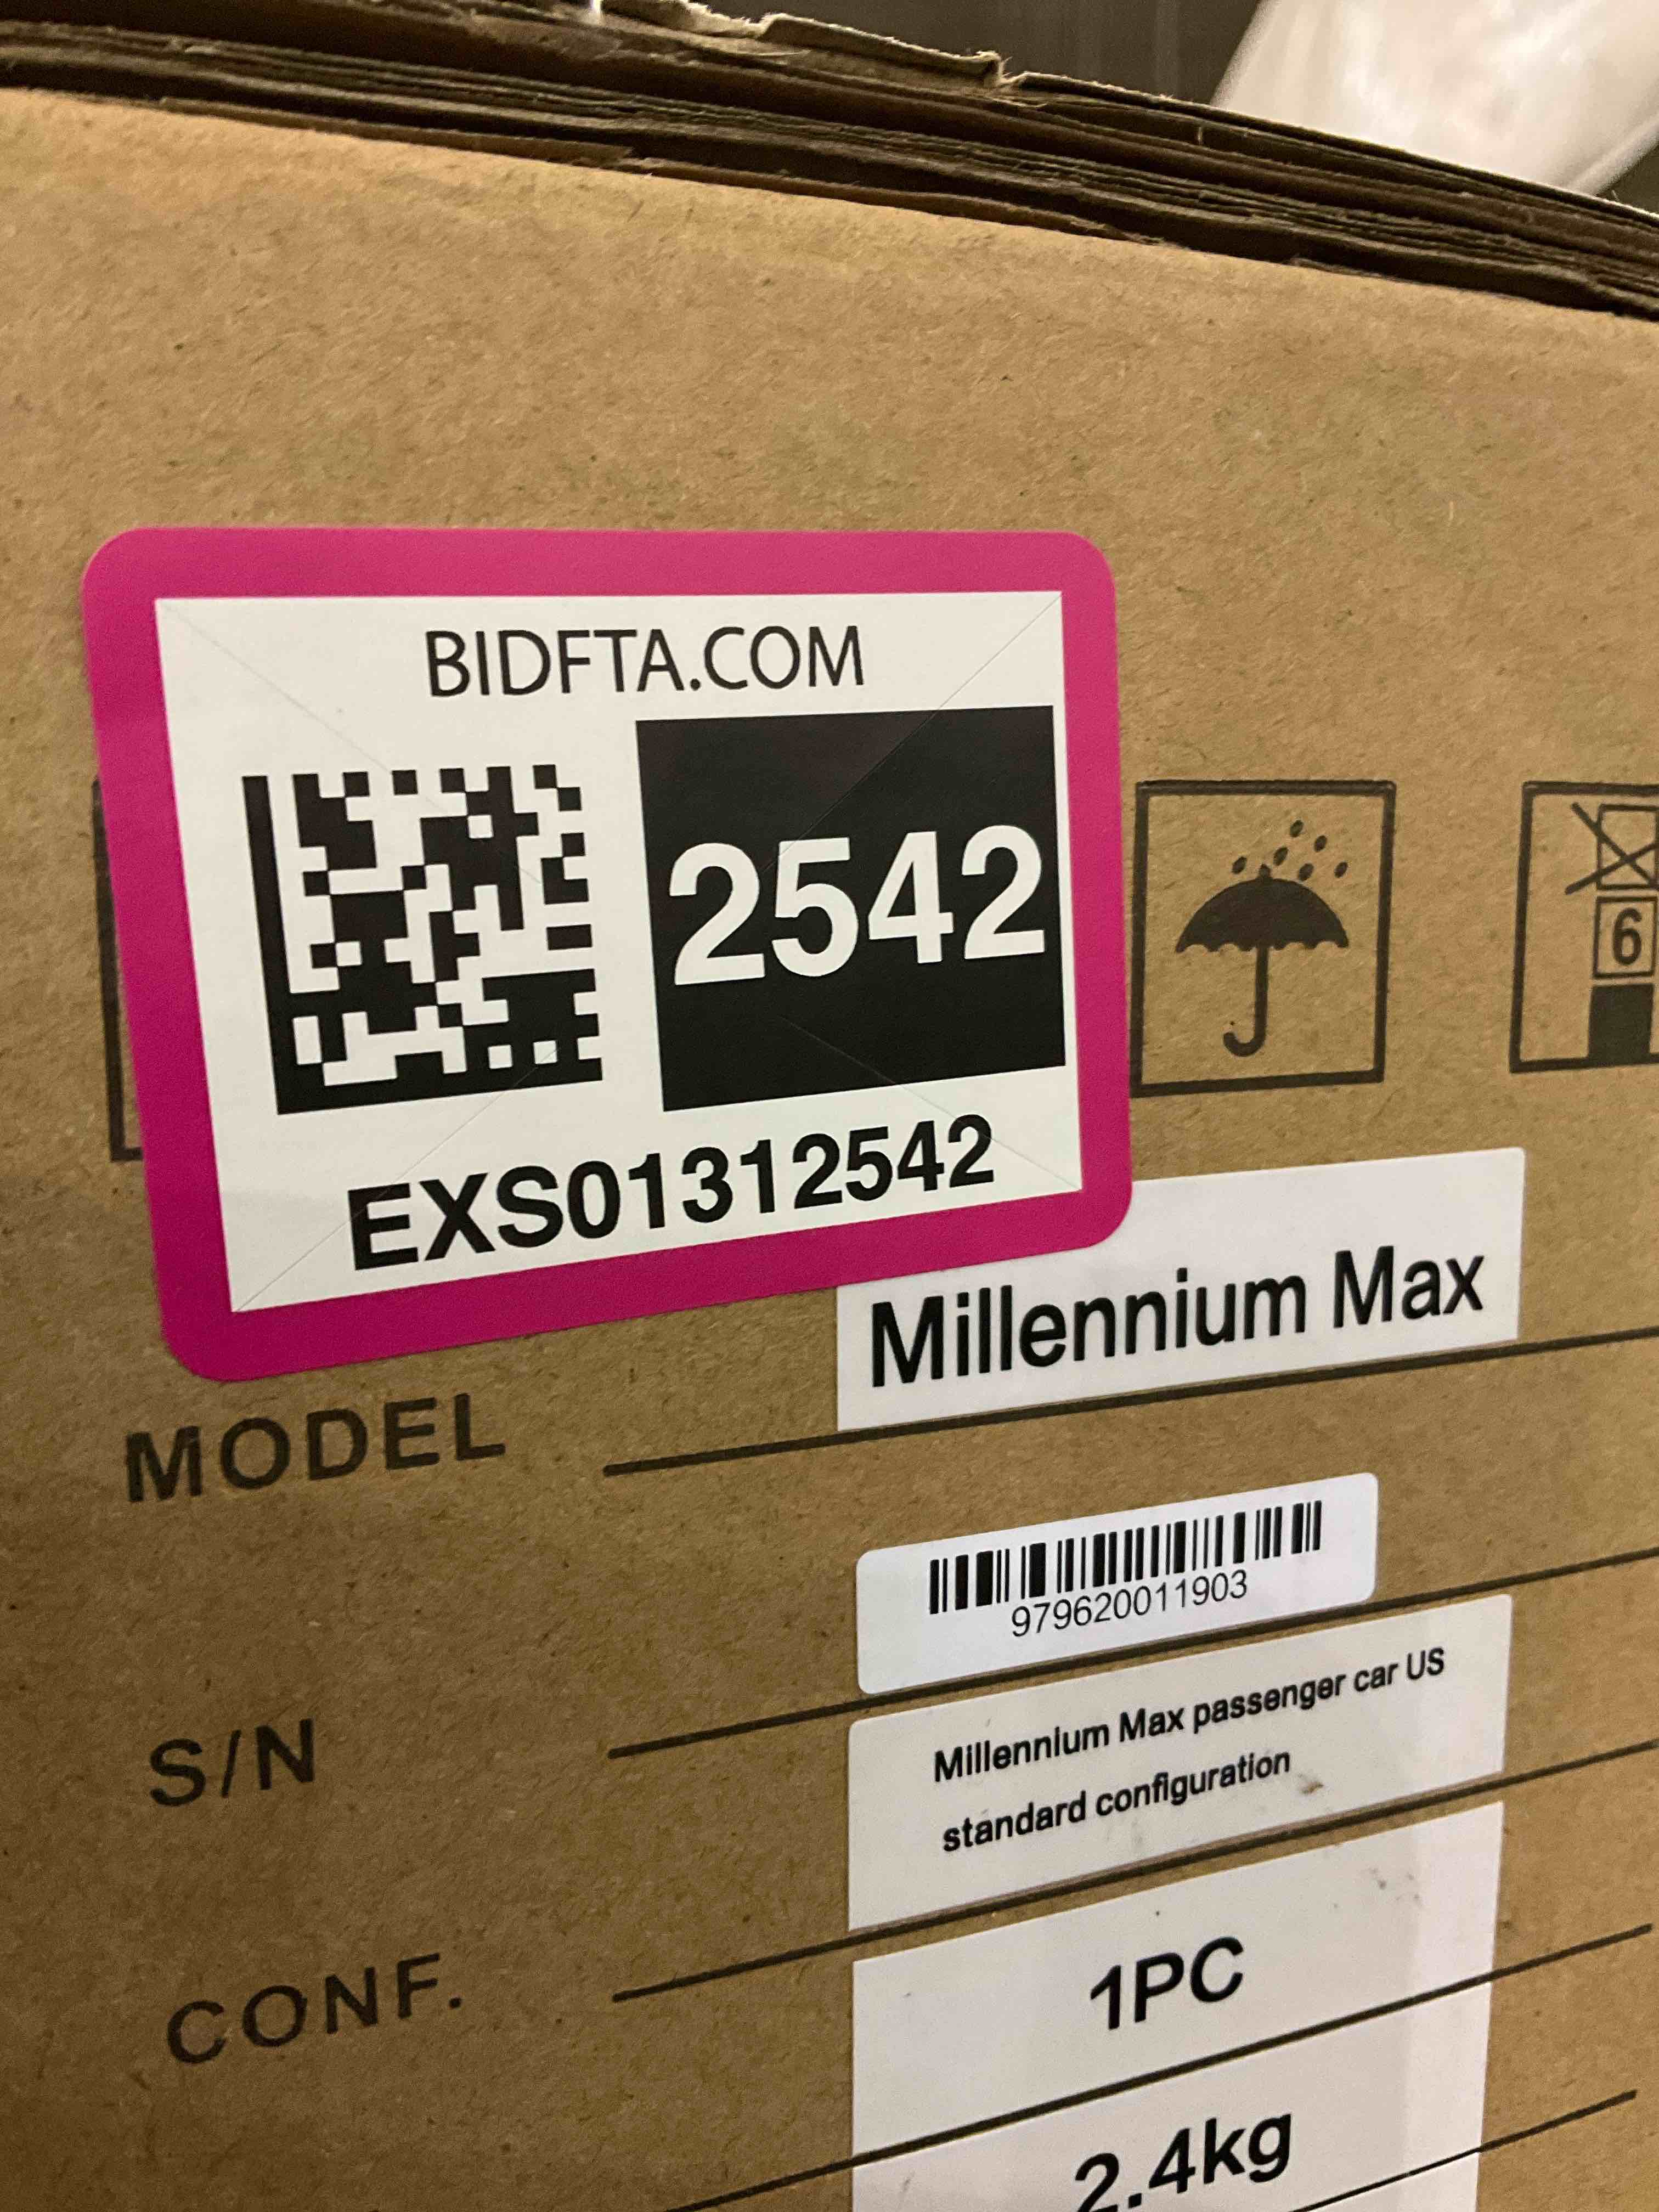 BIDFTA.COM
2542
EXS01312542
6
MODEL
Millennium Max
979620011903
S/N
Millennium Max passenger car US
standard configuration
CONF.
1PC
2.4kg